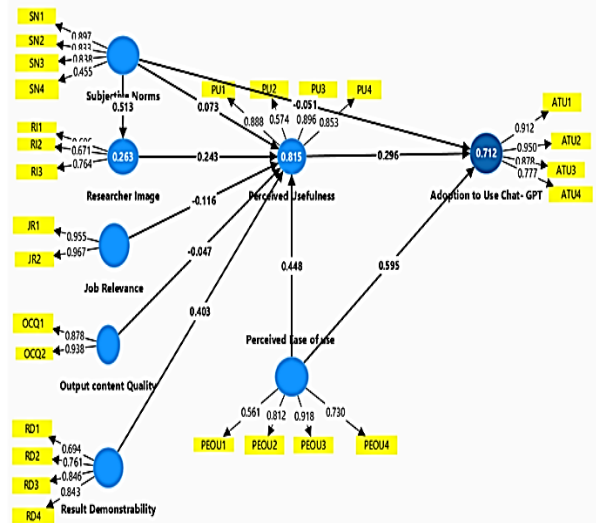 SN1
SN2
SN3
SN4
0.897
0.833
0.838
0.455
Subjective Norms
0.513
0.073
-0.051
PU1
PU2
PU3
PU4
0.888
0.574
0.896
0.853
ATU1
ATU2
ATU3
ATU4
0.912
0.950
0.878
0.777
RI1
RI2
RI3
0.671
0.764
0.263
Researcher Image
0.243
0.815
Perceived Usefulness
0.296
0.712
Adoption to Use Chat- GPT
JR1
JR2
0.955
0.967
Job Relevance
-0.116
-0.047
0.403
0.448
0.595
OCQ1
OCQ2
0.878
0.938
Output content Quality
Perceived Ease of use
0.561
0.812
0.918
0.730
PEOU1
PEOU2
PEOU3
PEOU4
RD1
RD2
RD3
RD4
0.694
0.761
0.846
0.843
Result Demonstrability